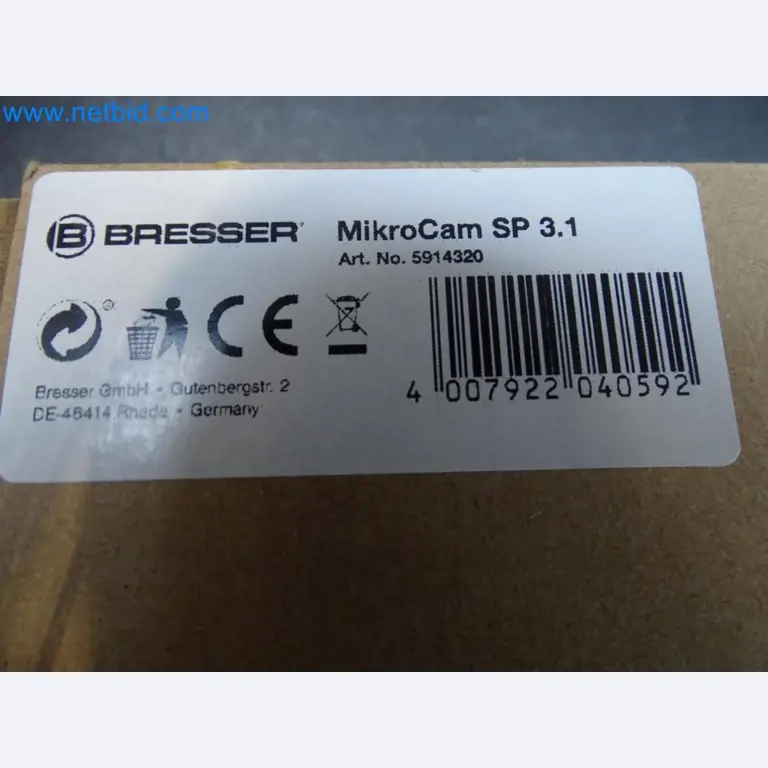 www.netbid.com
B BRESSER®
MikroCam SP 3.1
Art. No. 5914320
CE
Bresser GmbH • Gutenbergstr. 2
DE-46414 Rhede • Germany
4 007922 040592